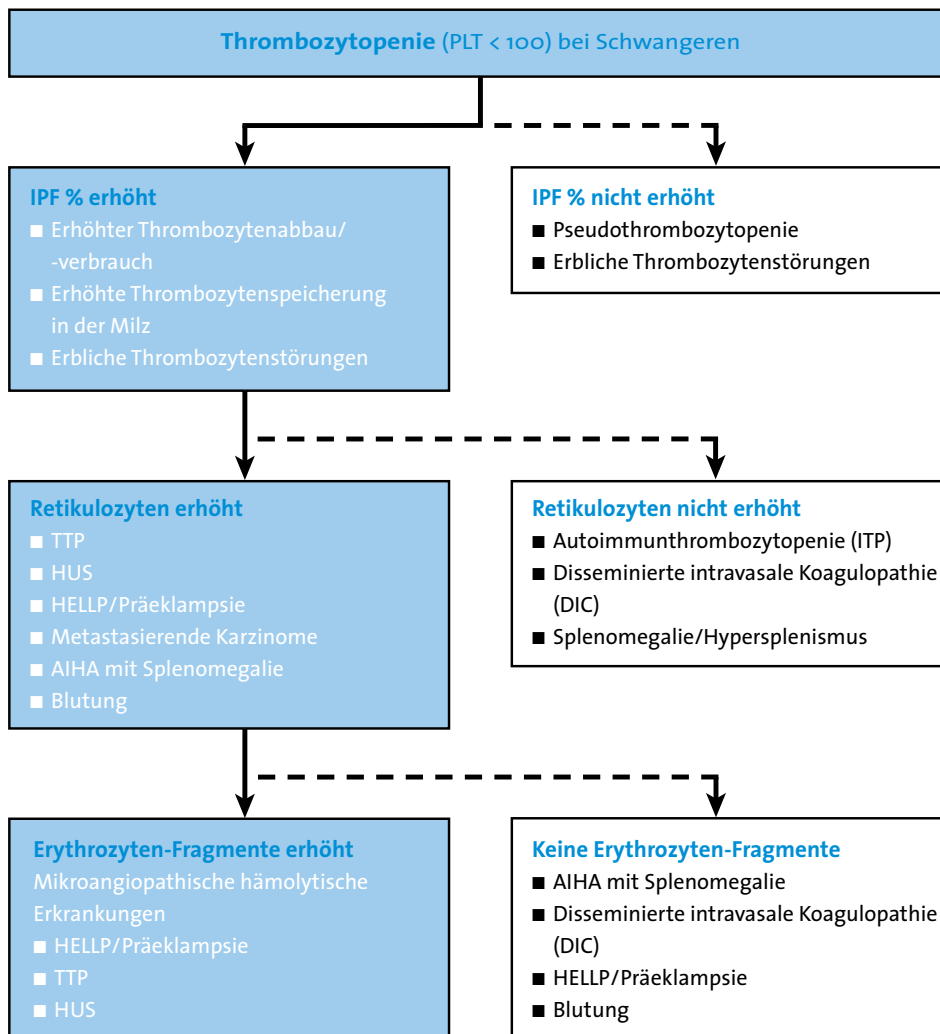 Thrombozytopenie (PLT < 100) bei Schwangeren
IPF % erhöht
■ Erhöhter Thrombozytenabbau/
-verbrauch
■ Erhöhte Thrombozytenspeicherung
in der Milz
■ Erbliche Thrombozytenstörungen
IPF % nicht erhöht
■ Pseudothrombozytopenie
■ Erbliche Thrombozytenstörungen
Retikulozyten erhöht
■ TTP
■ HUS
■ HELLP/Präeklampsie
■ Metastasierende Karzinome
■ AIHA mit Splenomegalie
■ Blutung
Retikulozyten nicht erhöht
■ Autoimmunthrombozytopenie (ITP)
■ Disseminierte intravasale Koagulopathie
(DIC)
■ Splenomegalie/Hypersplenismus
Erythrozyten-Fragmente erhöht
Mikroangiopathische hämolytische
Erkrankungen
■ HELLP/Präeklampsie
■ TTP
■ HUS
Keine Erythrozyten-Fragmente
■ AIHA mit Splenomegalie
■ Disseminierte intravasale Koagulopathie
(DIC)
■ HELLP/Präeklampsie
■ Blutung